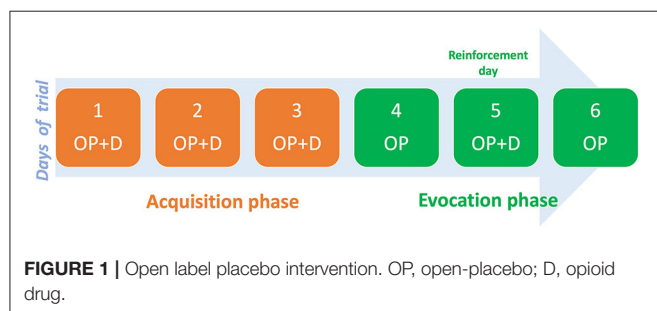 Days of trial
Reinforcement
day
1
OP+D
2
OP+D
3
OP+D
4
OP
5
OP+D
6
OP
Acquisition phase
Evocation phase
FIGURE 1 | Open label placebo intervention. OP, open-placebo; D, opioid
drug.